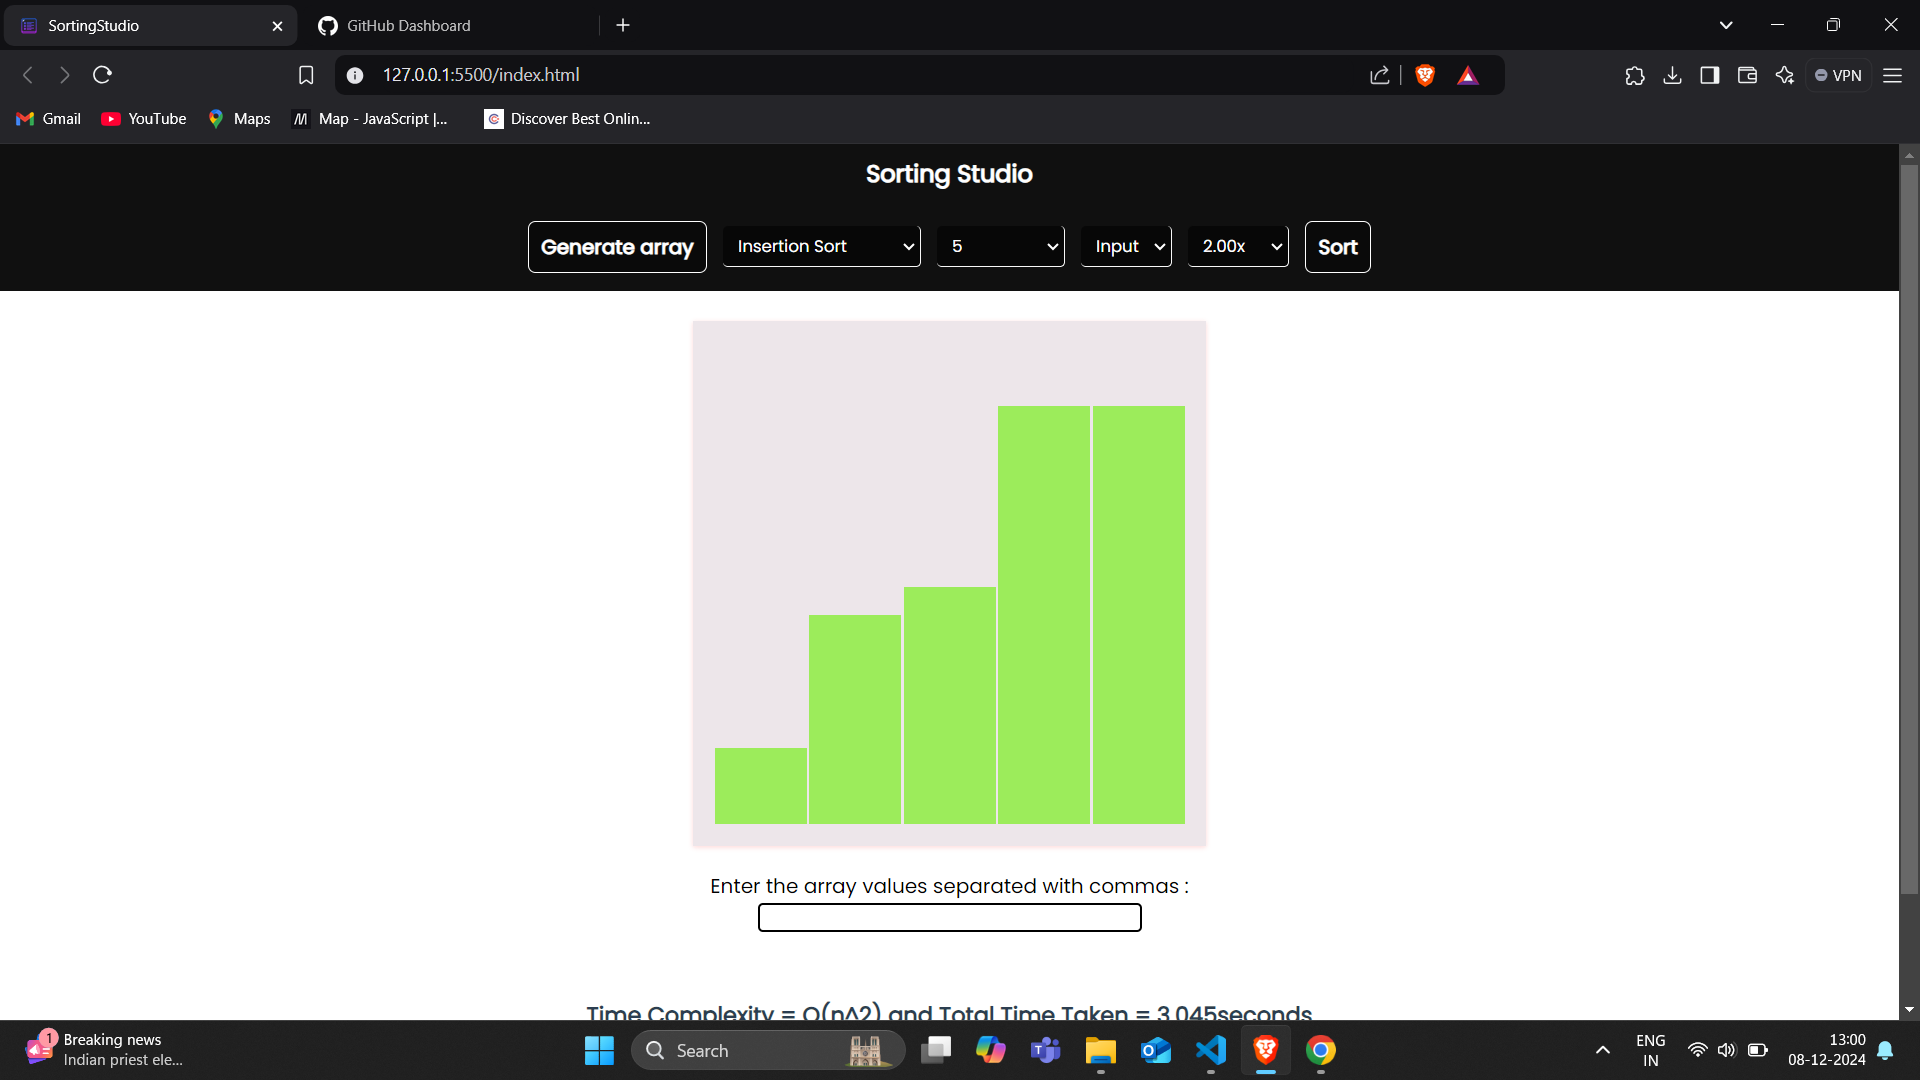 SortingStudio
GitHub Dashboard
127.0.0.1:5500/index.html
VPN
Gmail
YouTube
Maps
Map - JavaScript |...
Discover Best Onlin...
Sorting Studio
Generate array
Insertion Sort
5
Input
2.00x
Sort
Enter the array values separated with commas :
Time Complexity = O(n^2) and Total Time Taken = 3.045seconds
1
Breaking news
Indian priest ele...
Search
ENG
IN
13:00
08-12-2024